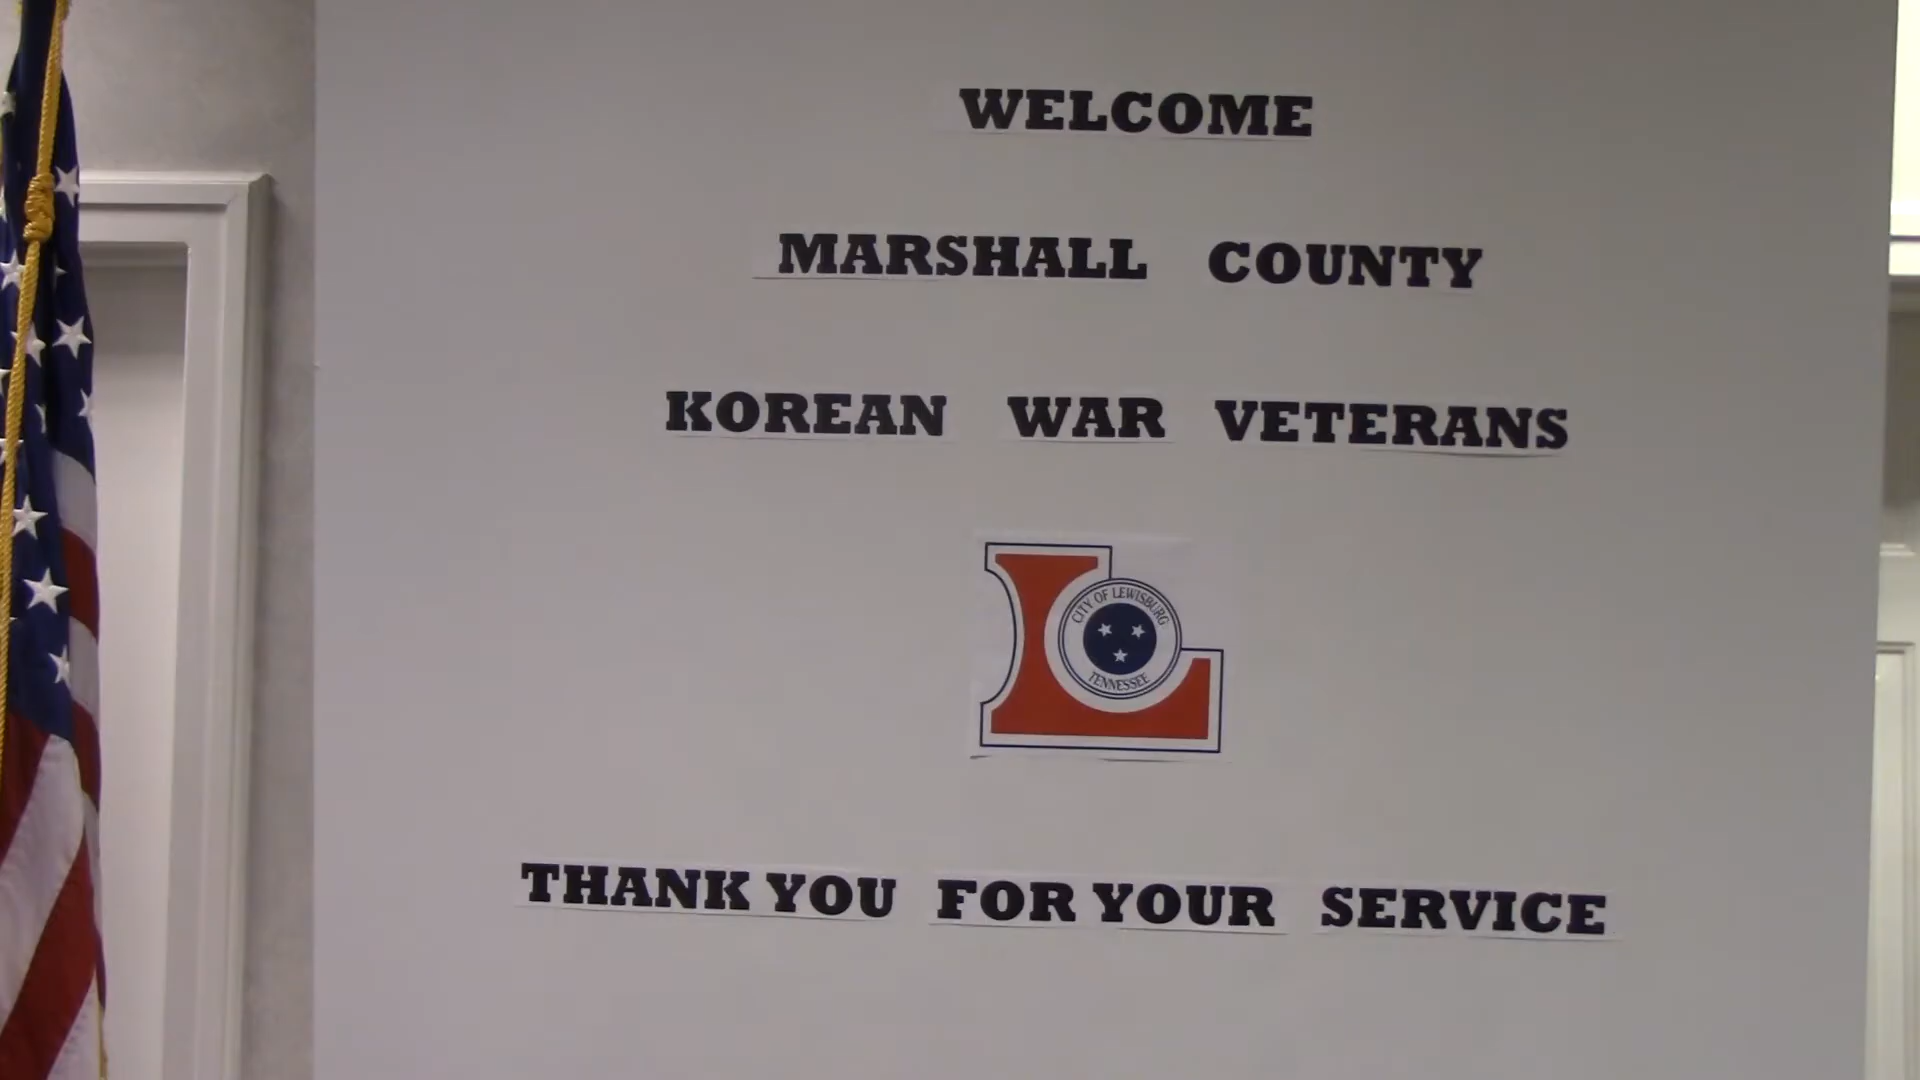 WELCOME
MARSHALL COUNTY
KOREAN WAR VETERANS
CITY OF LEWISBURG
TENNESSEE
THANK YOU FOR YOUR SERVICE